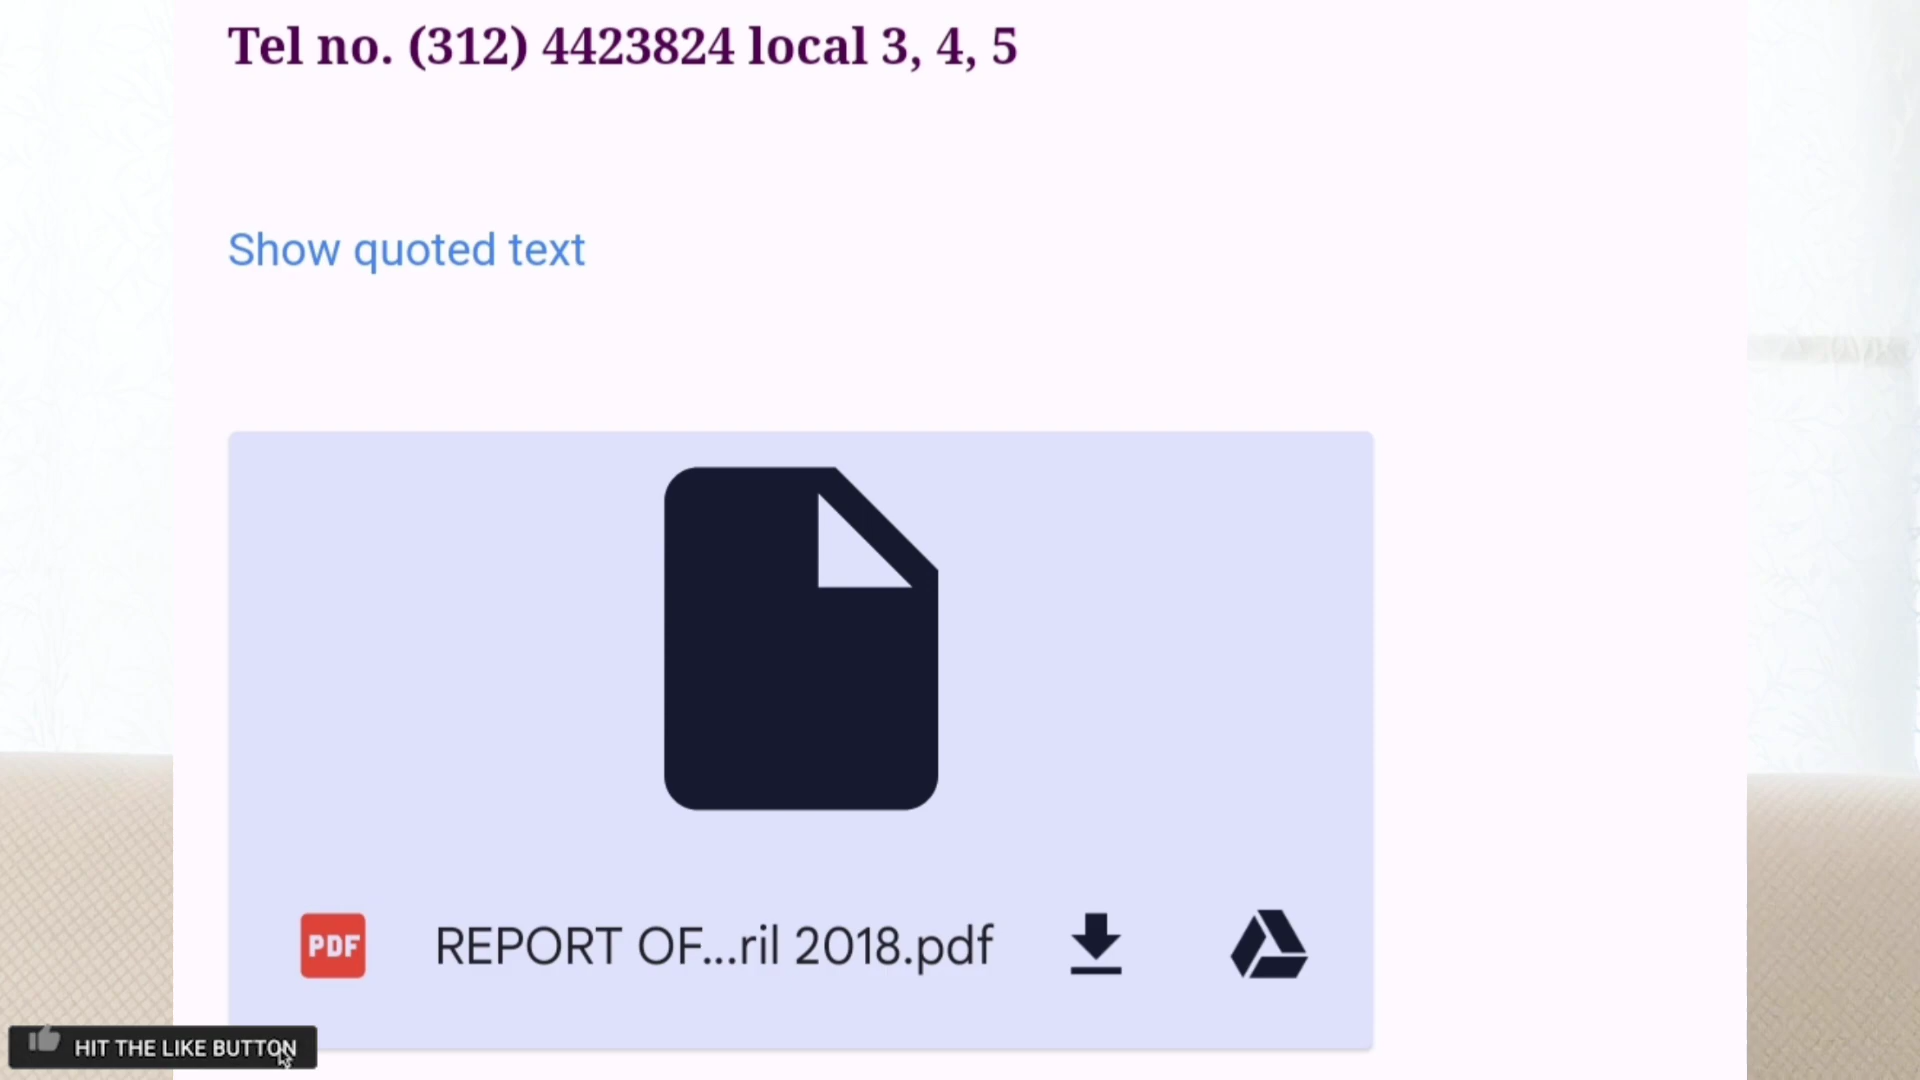 Tel no. (312) 4423824 local 3, 4, 5
Show quoted text
PDF REPORT OF...ril 2018.pdf
HIT THE LIKE BUTTON